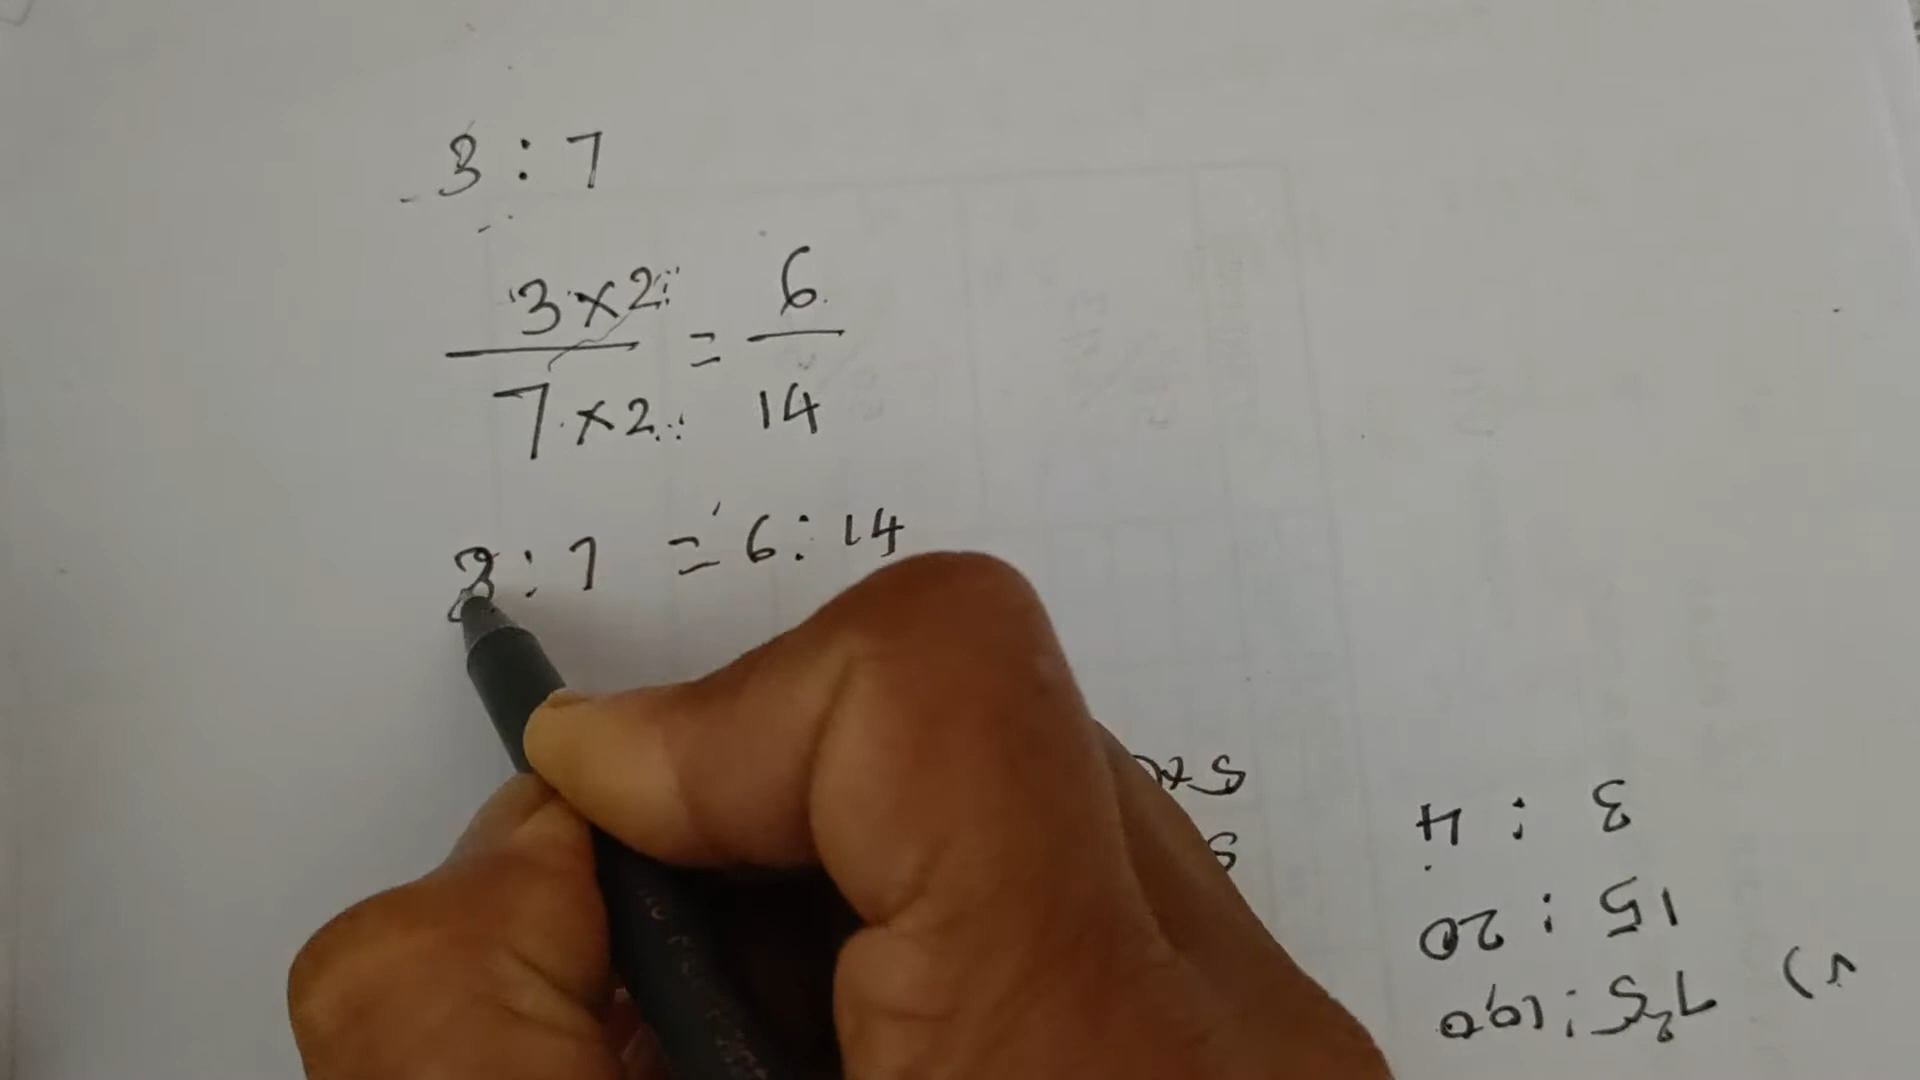 3 : 7
3 × 2 / 7 × 2 = 6 / 14
3 : 7 = 6 : 14
75 : 100
15 : 20
3 : 4